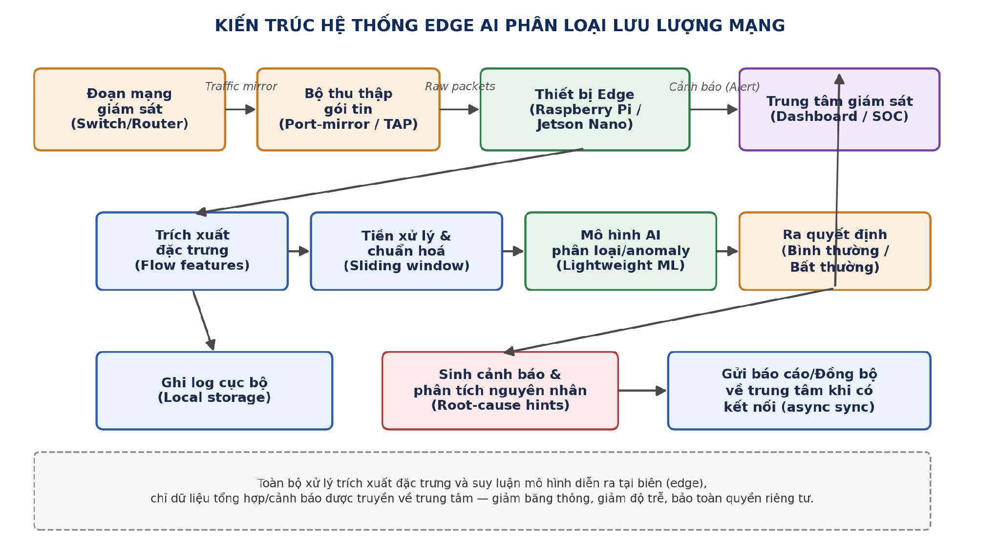 KIẾN TRÚC HỆ THỐNG EDGE AI PHÂN LOẠI LƯU LƯỢNG MẠNG
Đoạn mạng
giám sát
(Switch/Router)
Traffic mirror
Bộ thu thập
gói tin
(Port-mirror / TAP)
Raw packets
Thiết bị Edge
(Raspberry Pi /
Jetson Nano)
Cảnh báo (Alert)
Trung tâm giám sát
(Dashboard / SOC)
Trích xuất
đặc trưng
(Flow features)
Tiền xử lý &
chuẩn hoá
(Sliding window)
Mô hình AI
phân loại/anomaly
(Lightweight ML)
Ra quyết định
(Bình thường /
Bất thường)
Ghi log cục bộ
(Local storage)
Sinh cảnh báo &
phân tích nguyên nhân
(Root-cause hints)
Gửi báo cáo/Đồng bộ
về trung tâm khi có
kết nối (async sync)
Toàn bộ xử lý trích xuất đặc trưng và suy luận mô hình diễn ra tại biên (edge),
chỉ dữ liệu tổng hợp/cảnh báo được truyền về trung tâm — giảm băng thông, giảm độ trễ, bảo toàn quyền riêng tư.